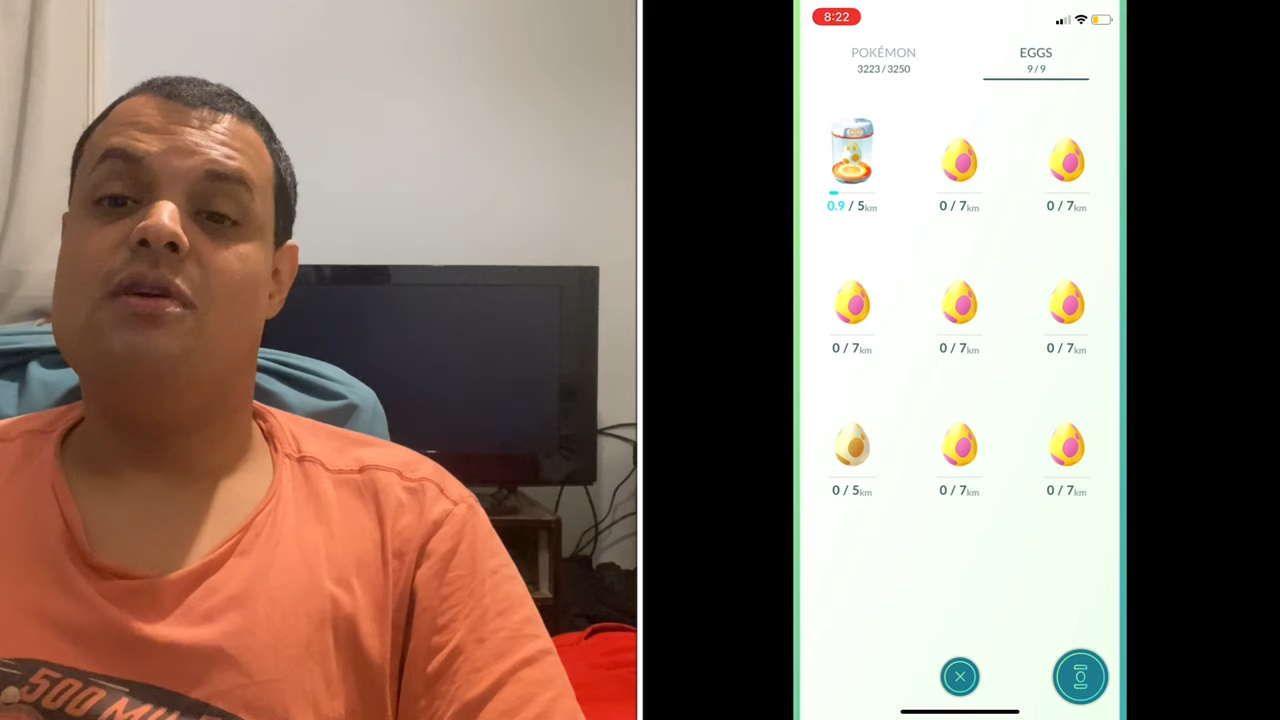 8:22
POKÉMON
3223 / 3250
EGGS
9 / 9
0.9 / 5km
0 / 7km
0 / 7km
0 / 7km
0 / 7km
0 / 7km
0 / 5km
0 / 7km
0 / 7km
500